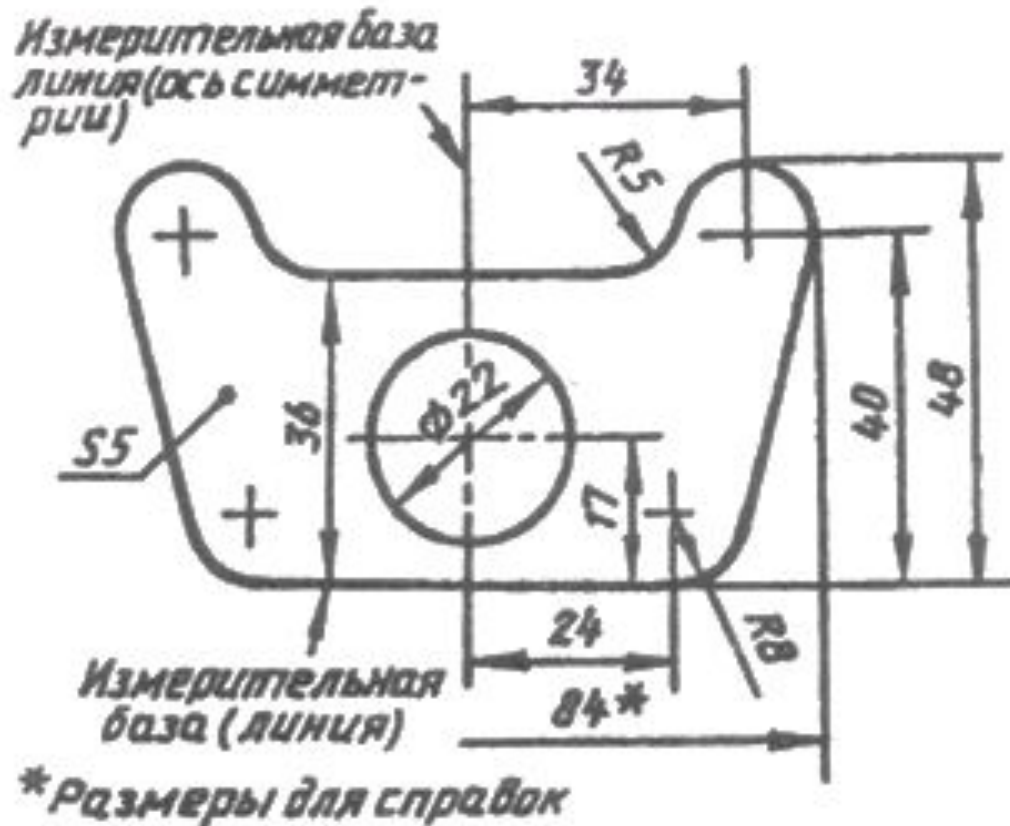 Измерительная база
линия (ось симмет-
рии)
34
R5
S5
36
⌀22
17
40
48
24
R8
84*
Измерительная
база (линия)
*Размеры для справок